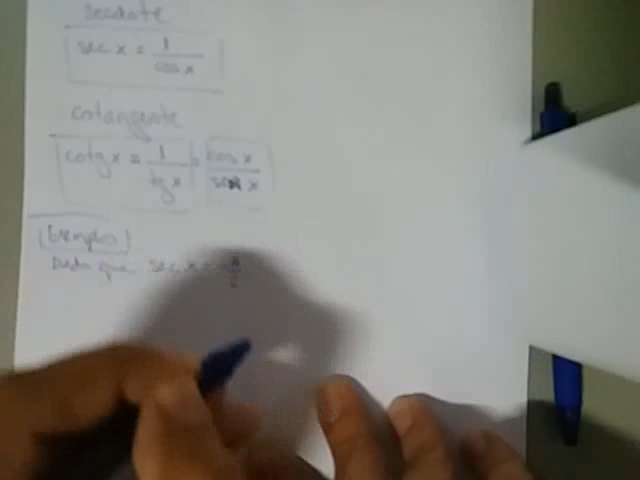 secante
sec x = 1/cos x
cotangente
cotg x = 1/tg x = cos x/sen x
(Exemplo)
Dado que sec x =